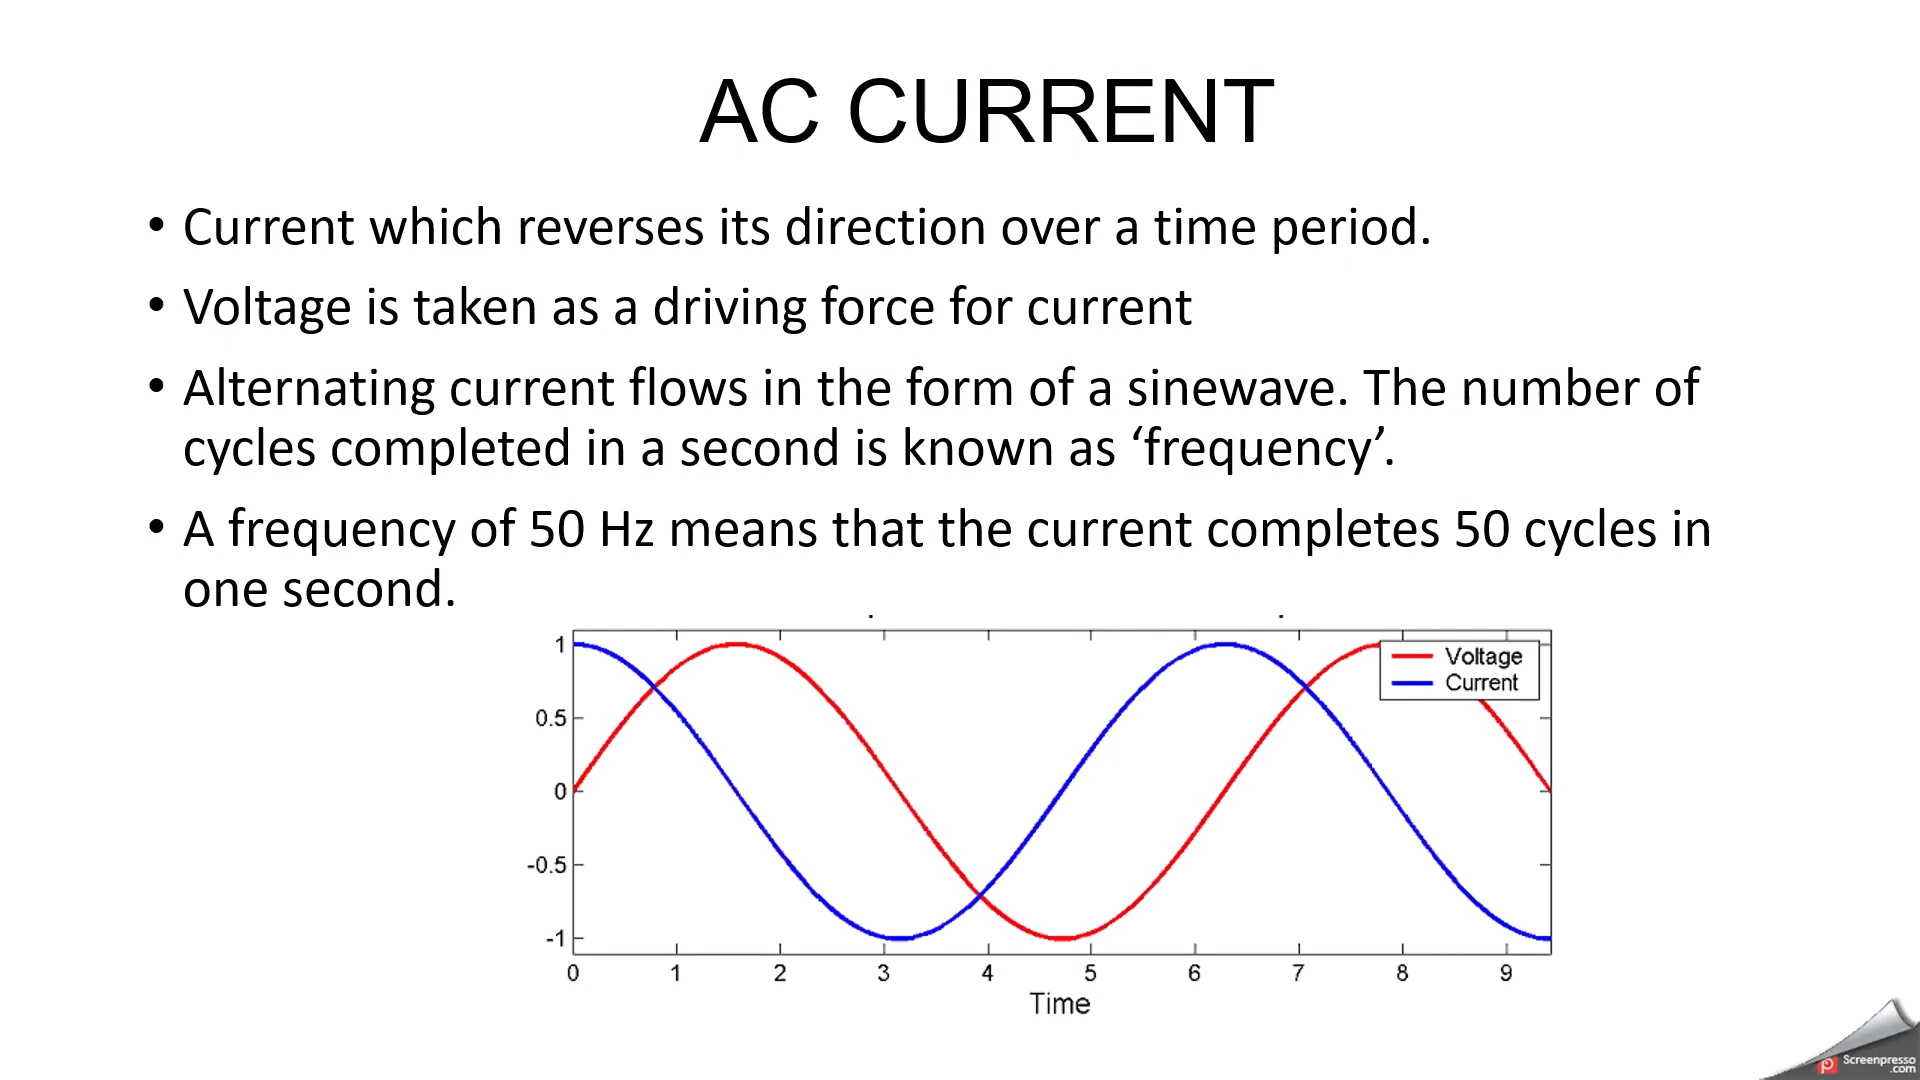 AC CURRENT
• Current which reverses its direction over a time period.
• Voltage is taken as a driving force for current
• Alternating current flows in the form of a sinewave. The number of
cycles completed in a second is known as ‘frequency’.
• A frequency of 50 Hz means that the current completes 50 cycles in
one second.
1
0.5
0
-0.5
-1
Voltage
Current
0 1 2 3 4 5 6 7 8 9
Time
Screenpresso
.com